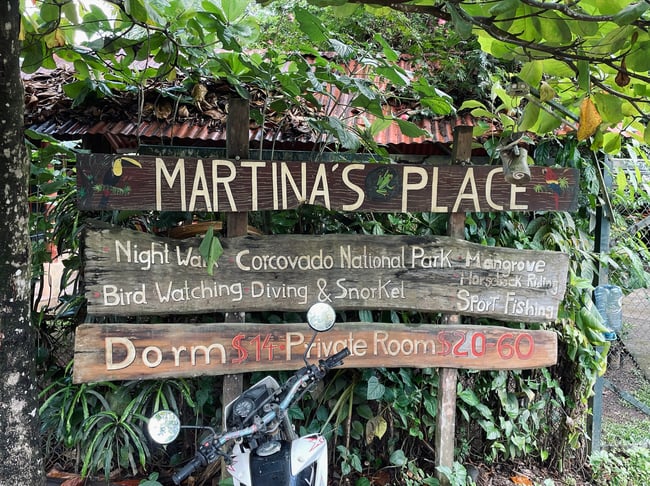 MARTINA'S PLACE
Night Wal Corcovado National Park Mangrove
Horseback Riding
Bird Watching Diving & SnorKel Sport Fishing
Dorm $14 Private Room $20 60